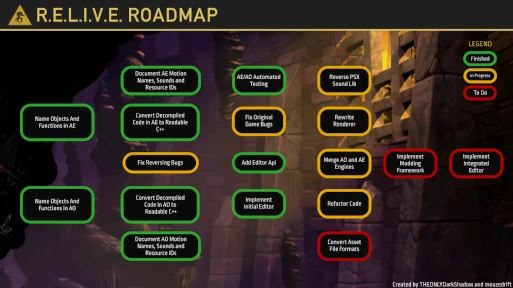 R.E.L.I.V.E. ROADMAP
LEGEND
Finished
In Progress
To Do
Document AE Motion
Names, Sounds and
Resource IDs
AE/AO Automated
Testing
Reverse PSX
Sound Lib
Name Objects And
Functions in AE
Convert Decompiled
Code in AE to Readable
C++
Fix Original
Game Bugs
Rewrite
Renderer
Fix Reversing Bugs
Add Editor Api
Merge AO and AE
Engines
Implement
Modding
Framework
Implement
Integrated
Editor
Name Objects And
Functions in AO
Convert Decompiled
Code in AO to
Readable C++
Implement
Initial Editor
Refactor Code
Document AO Motion
Names, Sounds and
Resource IDs
Convert Asset
File Formats
Created by THEONLYDarkShadow and mouzedrift